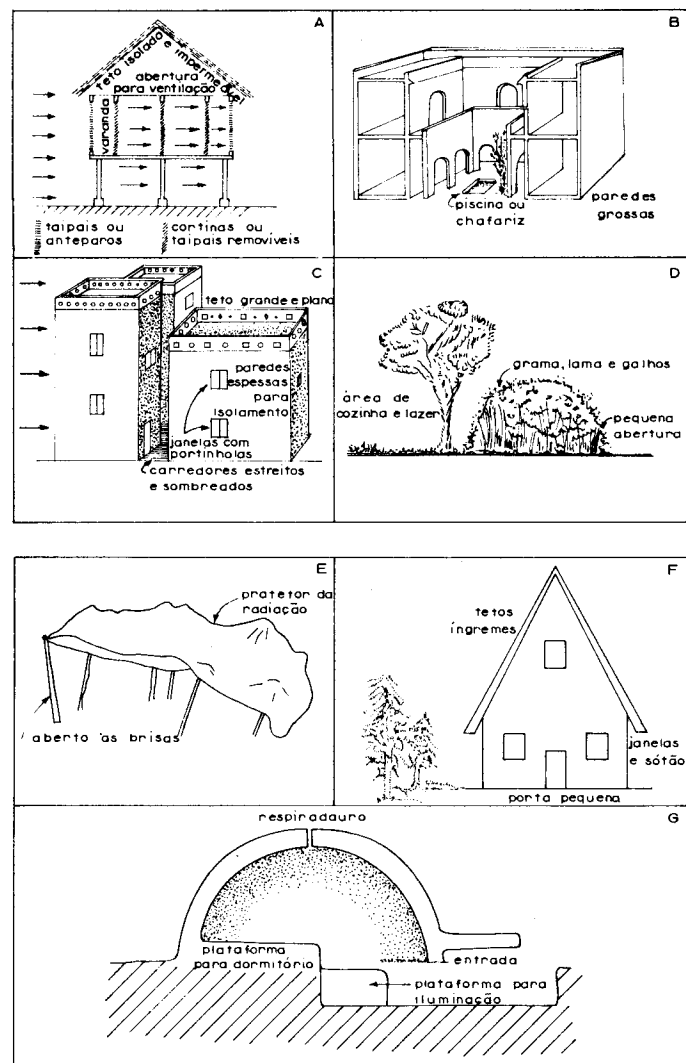 A
teto isolado e impermeável
abertura
para ventilação
varanda
taipais ou
anteparos
cortinas ou
taipais removíveis
B
piscina ou
chafariz
paredes
grossas
C
teto grande e plano
paredes
espessas
para
isolamento
janelas com
portinholas
carredores estreitos
e sombreados
D
grama, lama e galhos
área de
cozinha e lazer
pequena
abertura
E
protetor da
radiação
aberto às brisas
F
tetos
íngremes
janelas
e sótão
porta pequena
G
respiradauro
plataforma
para dormitório
entrada
plataforma para
iluminação